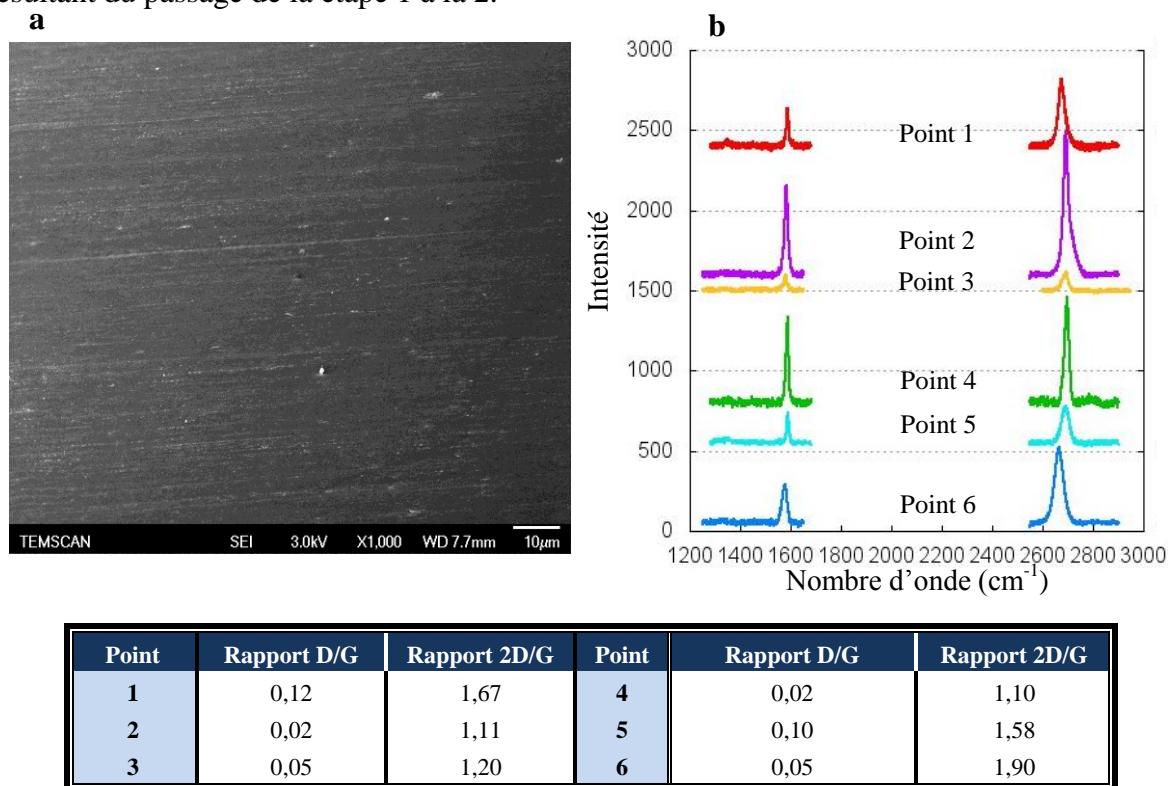 résultant du passage de la étape 1 à la 2.
a
b
TEMSCAN SEI 3.0kV X1,000 WD 7.7mm 10µm
3000
2500
2000
1500
1000
500
0
Intensité
Point 1
Point 2
Point 3
Point 4
Point 5
Point 6
1200 1400 1600 1800 2000 2200 2400 2600 2800 3000
Nombre d'onde (cm-1)
Point Rapport D/G Rapport 2D/G Point Rapport D/G Rapport 2D/G
1 0,12 1,67 4 0,02 1,10
2 0,02 1,11 5 0,10 1,58
3 0,05 1,20 6 0,05 1,90